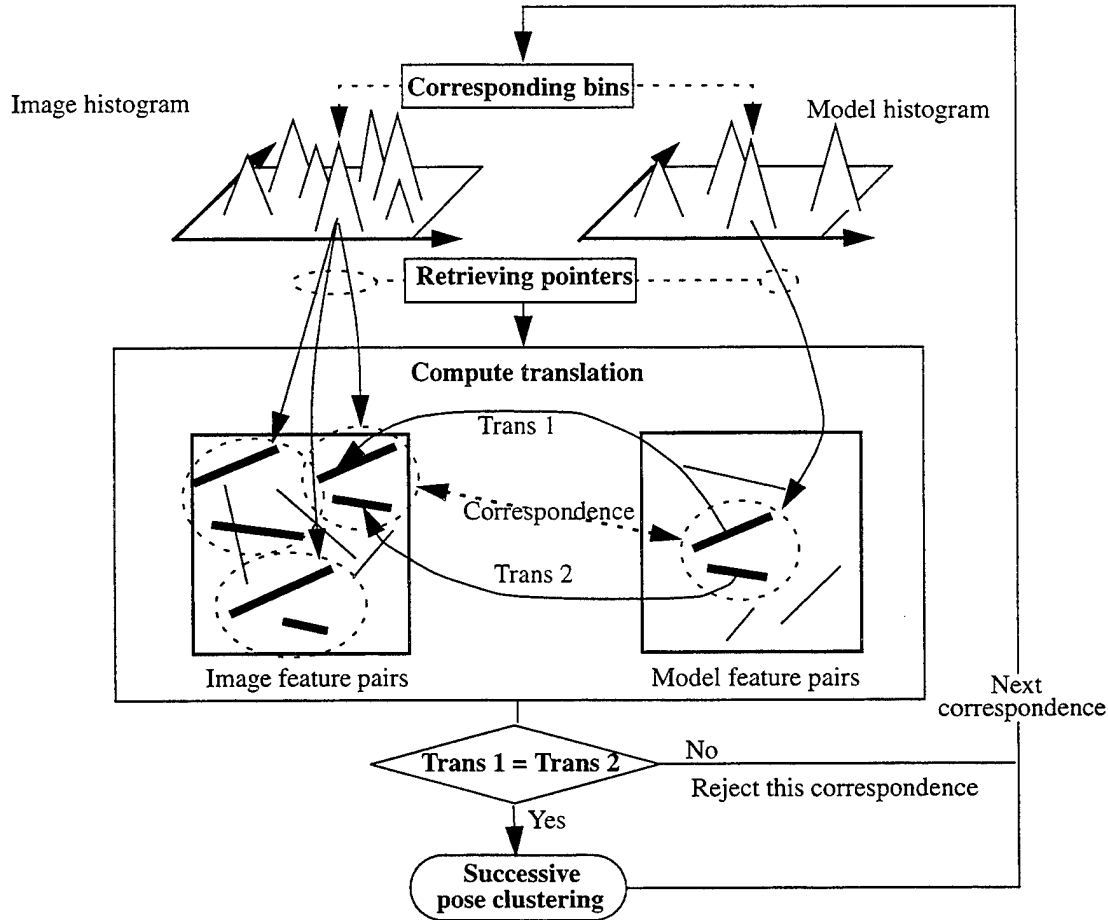 Corresponding bins
Image histogram
Model histogram
Retrieving pointers
Compute translation
Trans 1
Correspondence
Trans 2
Image feature pairs
Model feature pairs
Next
correspondence
Trans 1 = Trans 2
No
Reject this correspondence
Yes
Successive
pose clustering